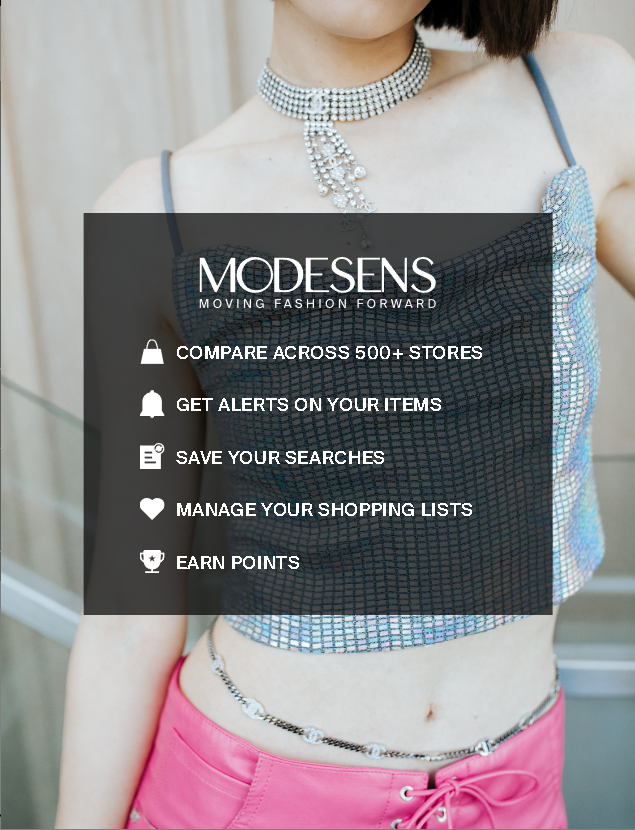 MODESENS
MOVING FASHION FORWARD
COMPARE ACROSS 500+ STORES
GET ALERTS ON YOUR ITEMS
SAVE YOUR SEARCHES
MANAGE YOUR SHOPPING LISTS
EARN POINTS